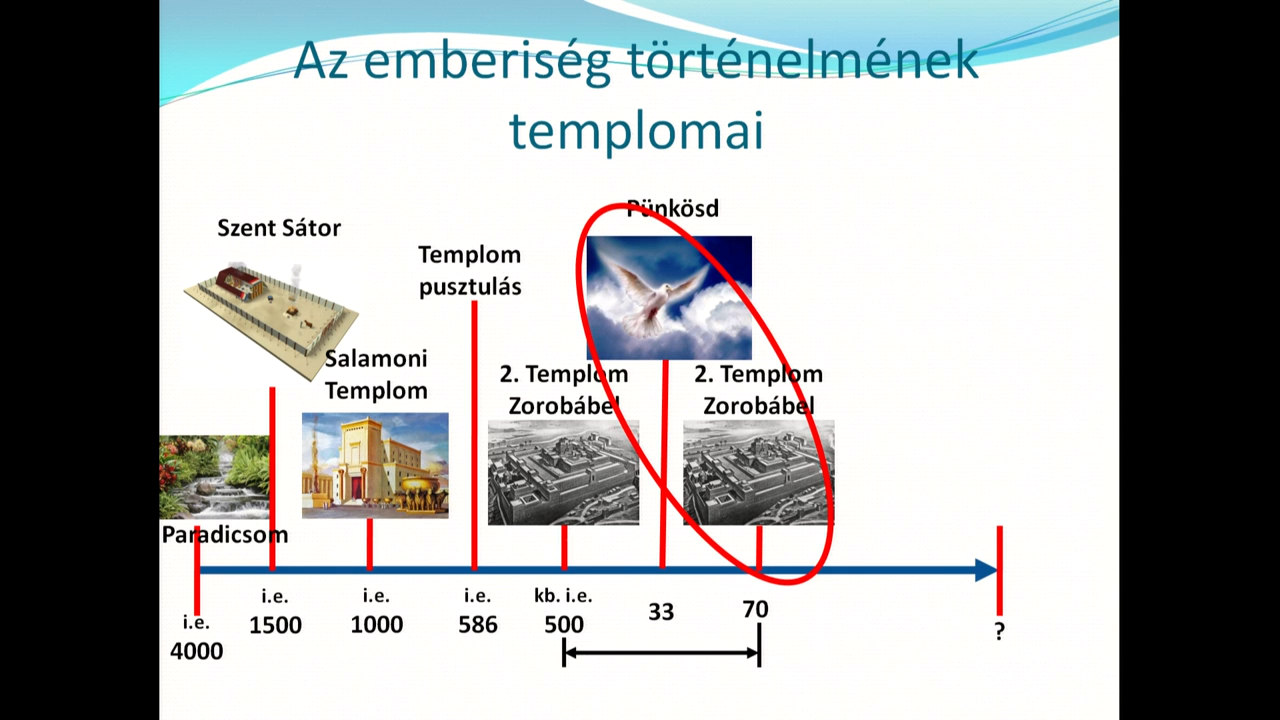 Az emberiség történelmének
templomai
Pünkösd
Szent Sátor
Templom
pusztulás
Salamoni
Templom
2. Templom
Zorobábel
2. Templom
Zorobábel
Paradicsom
i.e.
4000
i.e.
1500
i.e.
1000
i.e.
586
kb. i.e.
500
33
70
?